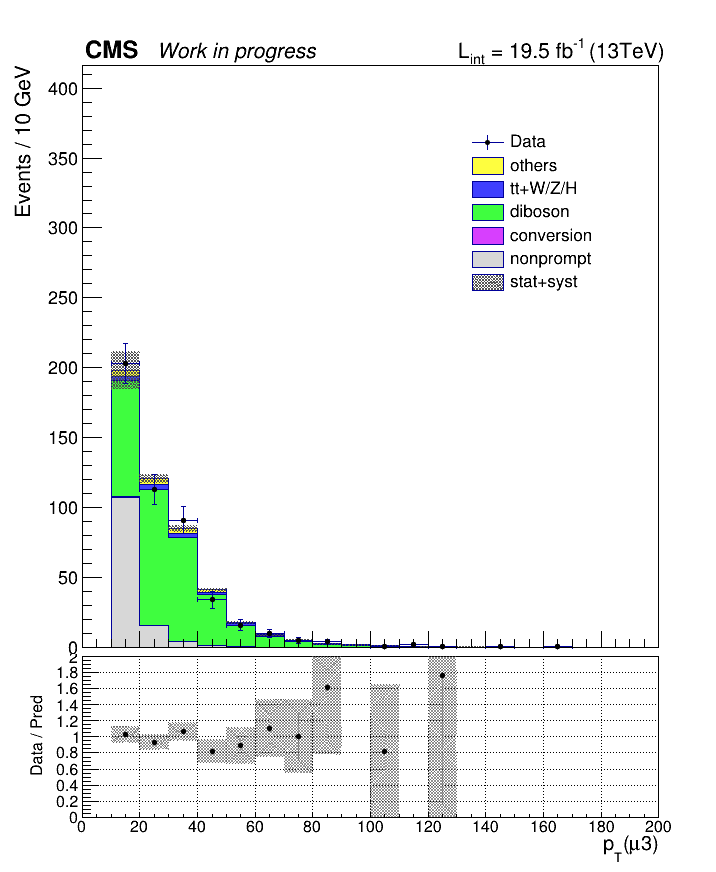 CMS Work in progress L_int = 19.5 fb^-1 (13TeV)
Events / 10 GeV
400
350
300
250
200
150
100
50
0
Data
others
tt+W/Z/H
diboson
conversion
nonprompt
stat+syst
Data / Pred
2
1.8
1.6
1.4
1.2
1
0.8
0.6
0.4
0.2
0
0 20 40 60 80 100 120 140 160 180 200
p_T(μ3)